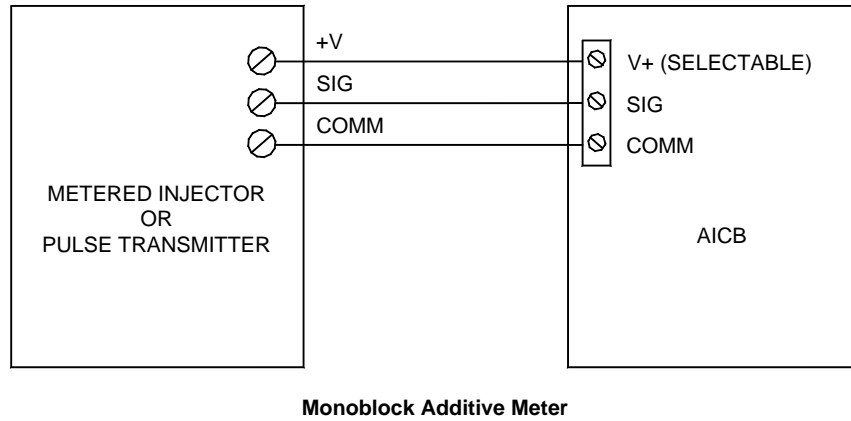 +V
V+ (SELECTABLE)
SIG
SIG
COMM
COMM
METERED INJECTOR
OR
PULSE TRANSMITTER
AICB
Monoblock Additive Meter